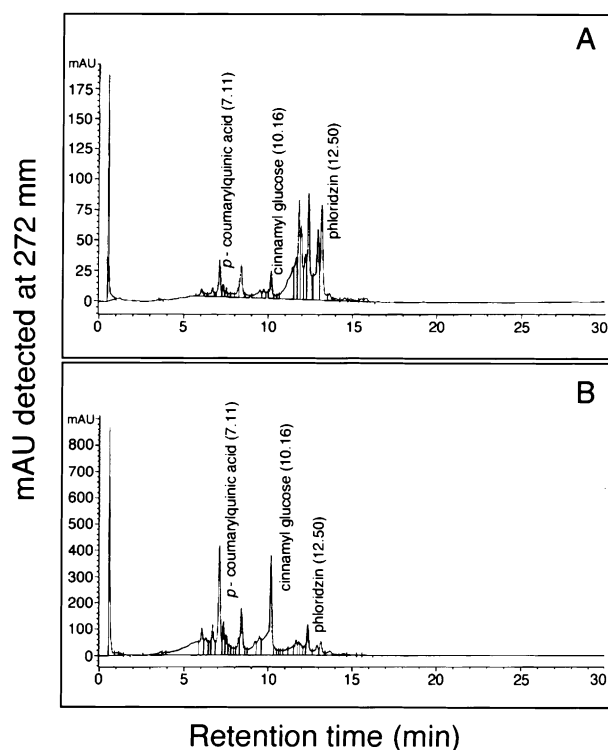 mAU detected at 272 mm
A
mAU
175
150
125
100
75
50
25
0
p - coumarylquinic acid (7.11)
cinnamyl glucose (10.16)
phloridzin (12.50)
0 5 10 15 20 25 30
B
mAU
800
700
600
500
400
300
200
100
0
p - coumarylquinic acid (7.11)
cinnamyl glucose (10.16)
phloridzin (12.50)
0 5 10 15 20 25 30
Retention time (min)